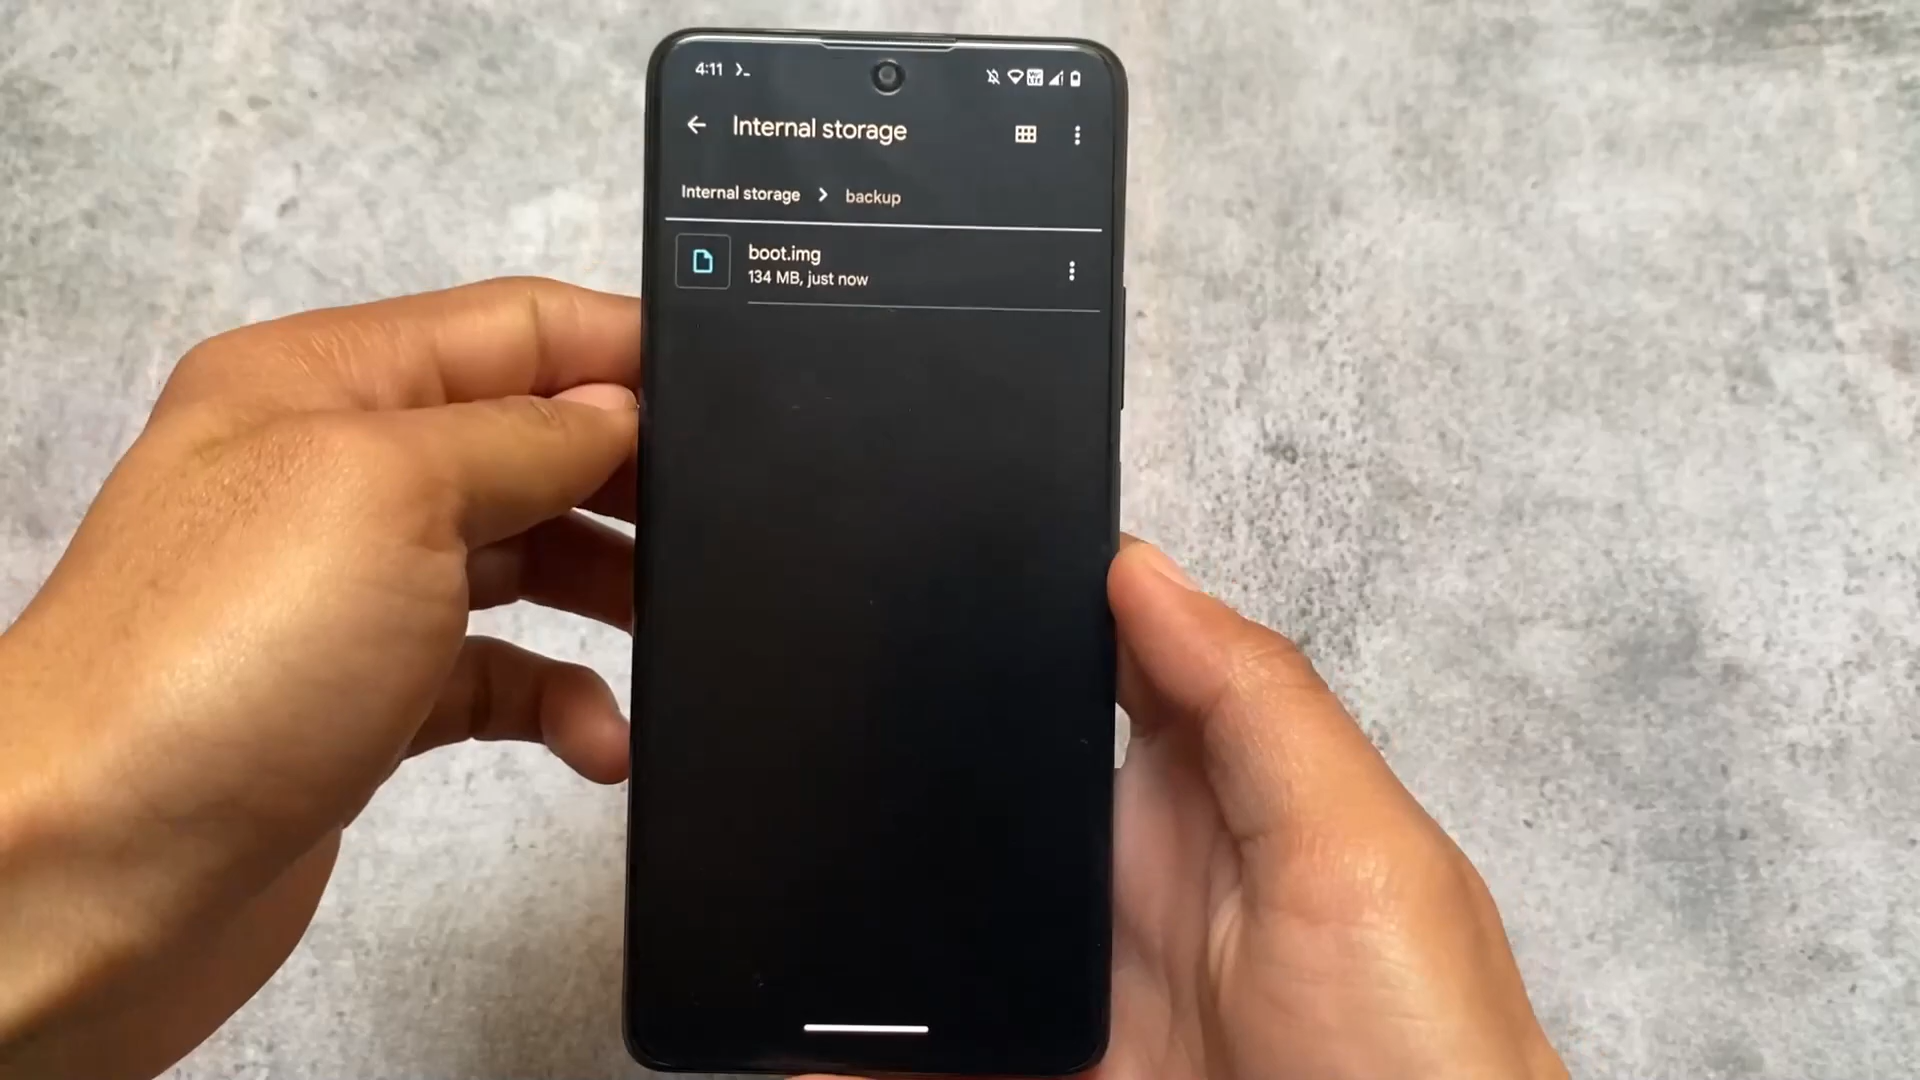 4:11
Internal storage
Internal storage > backup
boot.img
134 MB, just now